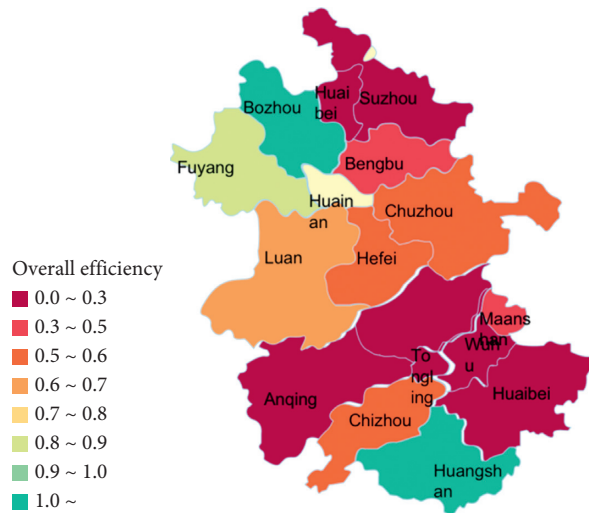 Huai
bei
Suzhou
Bozhou
Fuyang
Bengbu
Huain
an
Chuzhou
Luan
Hefei
Overall efficiency
0.0 ~ 0.3
0.3 ~ 0.5
0.5 ~ 0.6
0.6 ~ 0.7
0.7 ~ 0.8
0.8 ~ 0.9
0.9 ~ 1.0
1.0 ~
Maans
han
Wuh
u
To
ngl
ing
Anqing
Huaibei
Chizhou
Huangsh
an